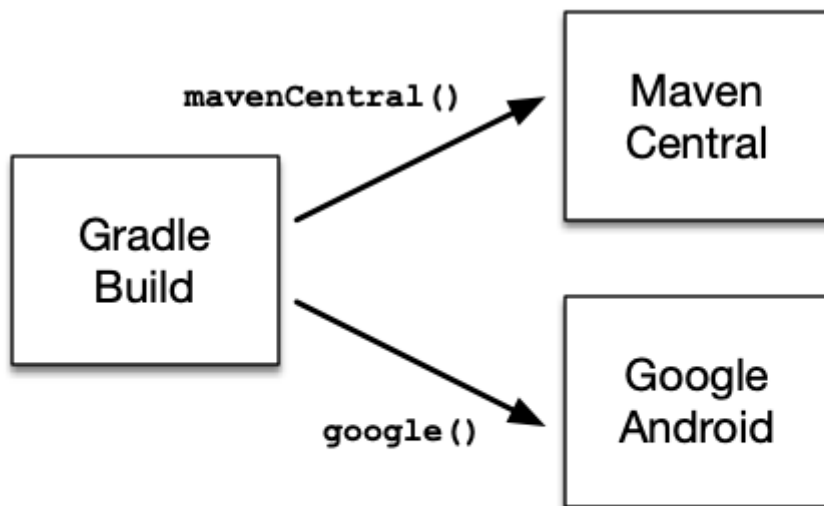 mavenCentral()
Maven
Central
Gradle
Build
Google
Android
google()